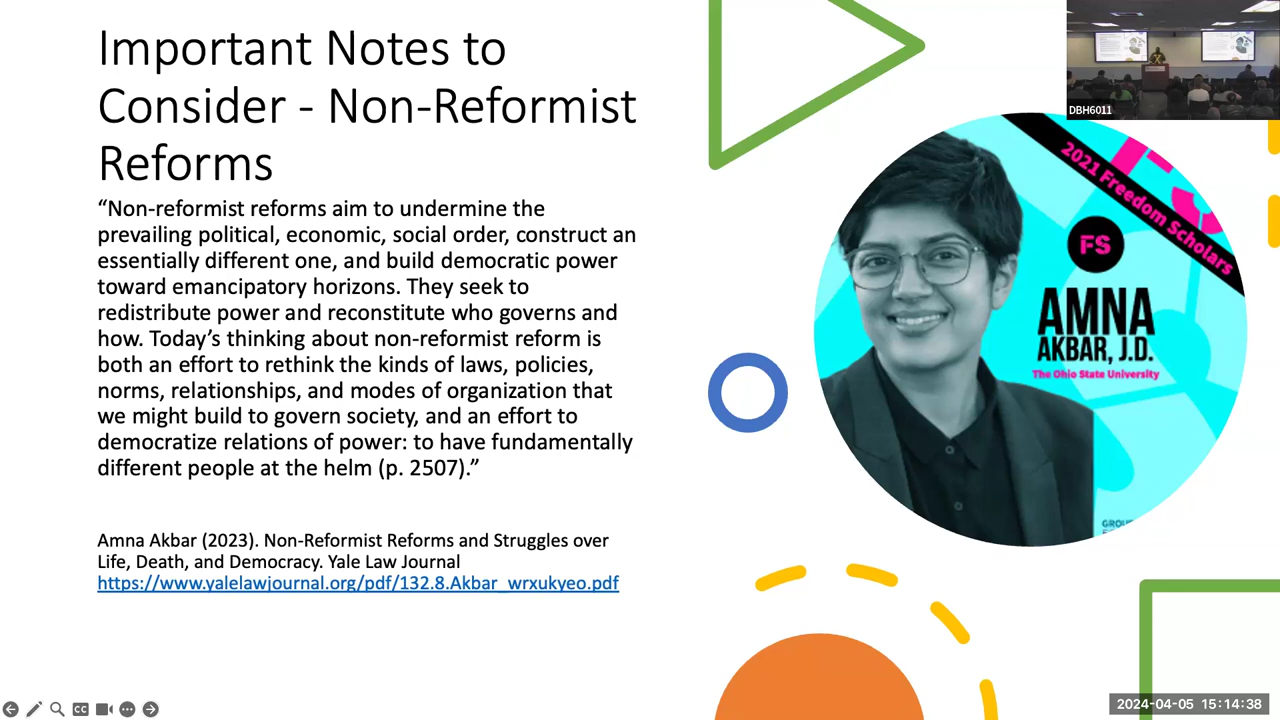 Important Notes to
Consider - Non-Reformist
Reforms
“Non-reformist reforms aim to undermine the
prevailing political, economic, social order, construct an
essentially different one, and build democratic power
toward emancipatory horizons. They seek to
redistribute power and reconstitute who governs and
how. Today’s thinking about non-reformist reform is
both an effort to rethink the kinds of laws, policies,
norms, relationships, and modes of organization that
we might build to govern society, and an effort to
democratize relations of power: to have fundamentally
different people at the helm (p. 2507).”
Amna Akbar (2023). Non-Reformist Reforms and Struggles over
Life, Death, and Democracy. Yale Law Journal
https://www.yalelawjournal.org/pdf/132.8.Akbar_wrxukyeo.pdf
DBH6011
2021 Freedom Scholars
FS
AMNA
AKBAR, J.D.
The Ohio State University
CC
2024-04-05 15:14:38